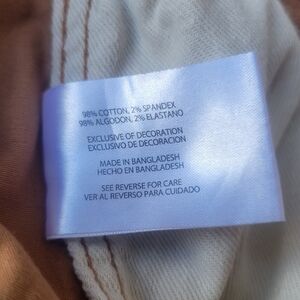 98% COTTON, 2% SPANDEX
98% ALGODON, 2% ELASTANO
EXCLUSIVE OF DECORATION
EXCLUSIVO DE DECORACION
MADE IN BANGLADESH
HECHO EN BANGLADESH
SEE REVERSE FOR CARE
VER AL REVERSO PARA CUIDADO